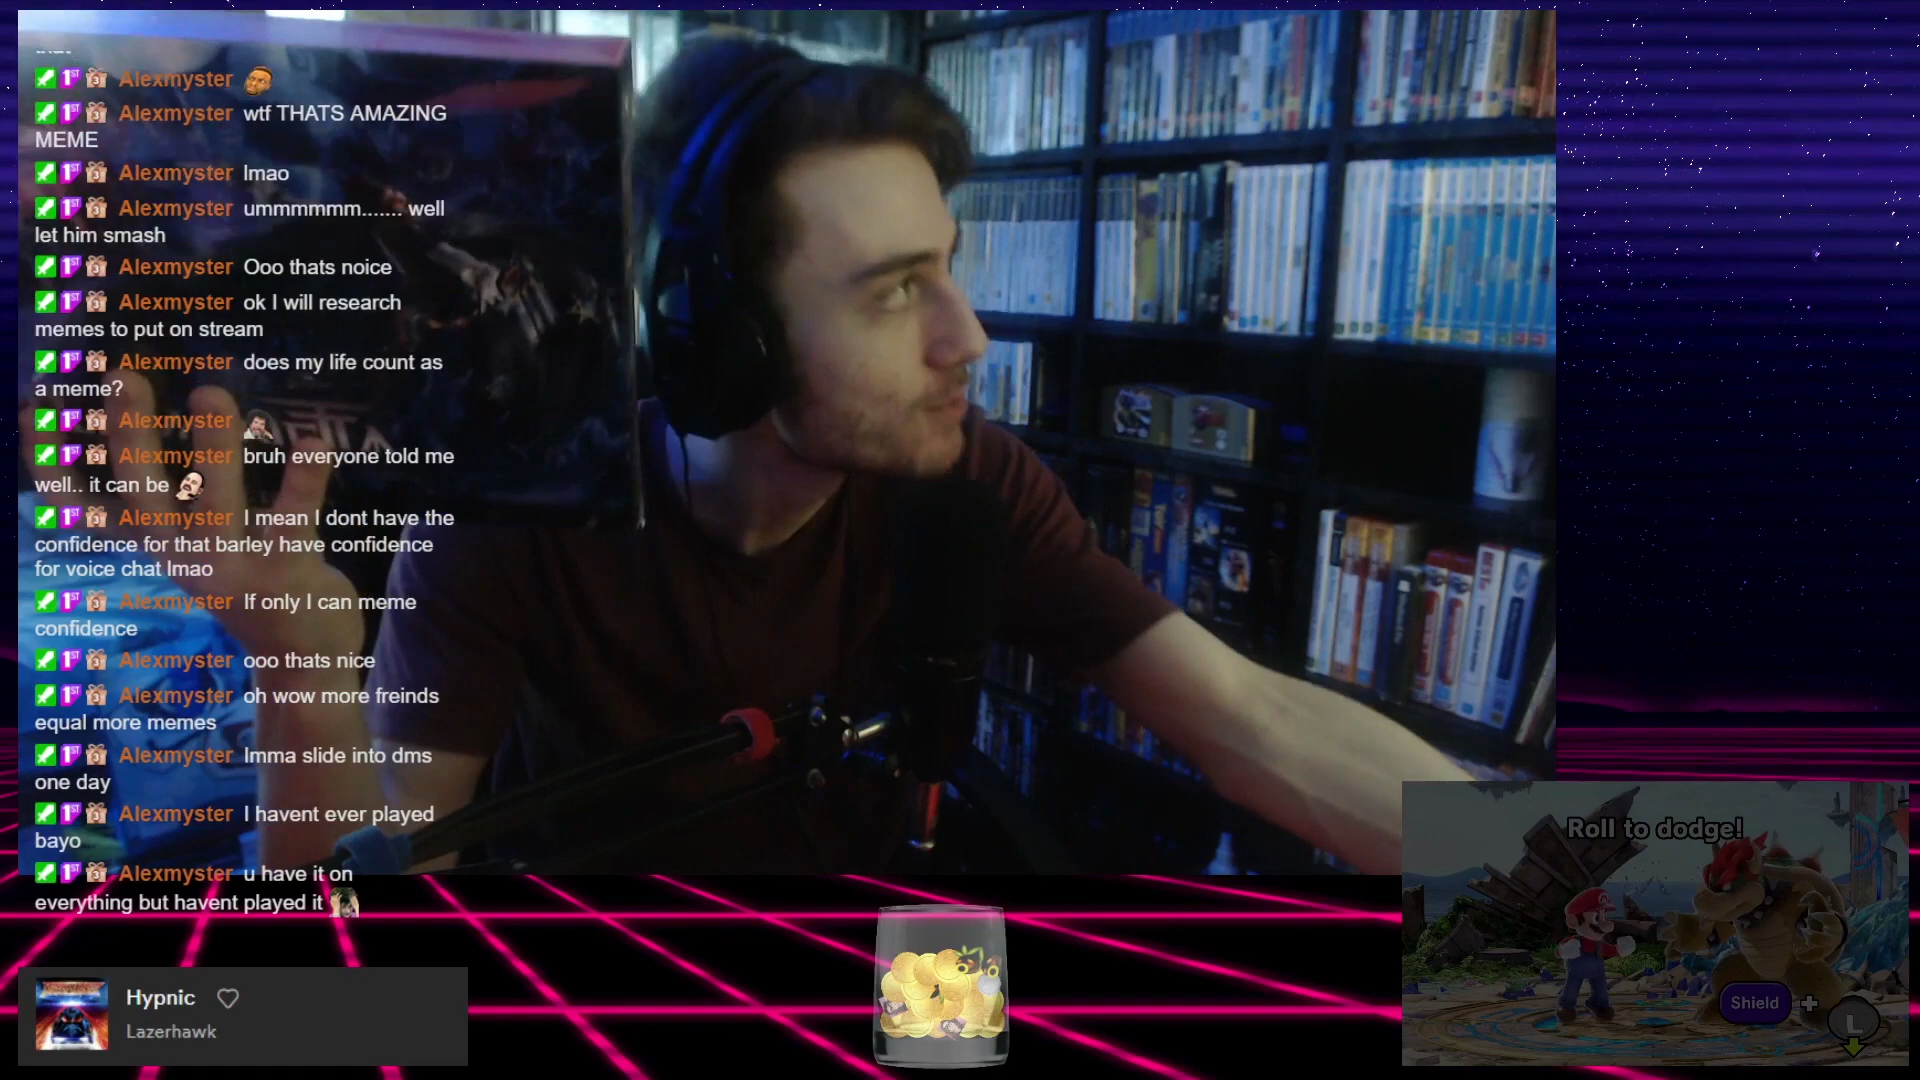 Alexmyster
Alexmyster wtf THATS AMAZING
MEME
Alexmyster lmao
Alexmyster ummmmmm....... well
let him smash
Alexmyster Ooo thats noice
Alexmyster ok I will research
memes to put on stream
Alexmyster does my life count as
a meme?
Alexmyster
Alexmyster bruh everyone told me
well.. it can be
Alexmyster I mean I dont have the
confidence for that barley have confidence
for voice chat lmao
Alexmyster If only I can meme
confidence
Alexmyster ooo thats nice
Alexmyster oh wow more freinds
equal more memes
Alexmyster Imma slide into dms
one day
Alexmyster I havent ever played
bayo
Alexmyster u have it on
everything but havent played it
Hypnic
Lazerhawk
Roll to dodge!
Shield + L